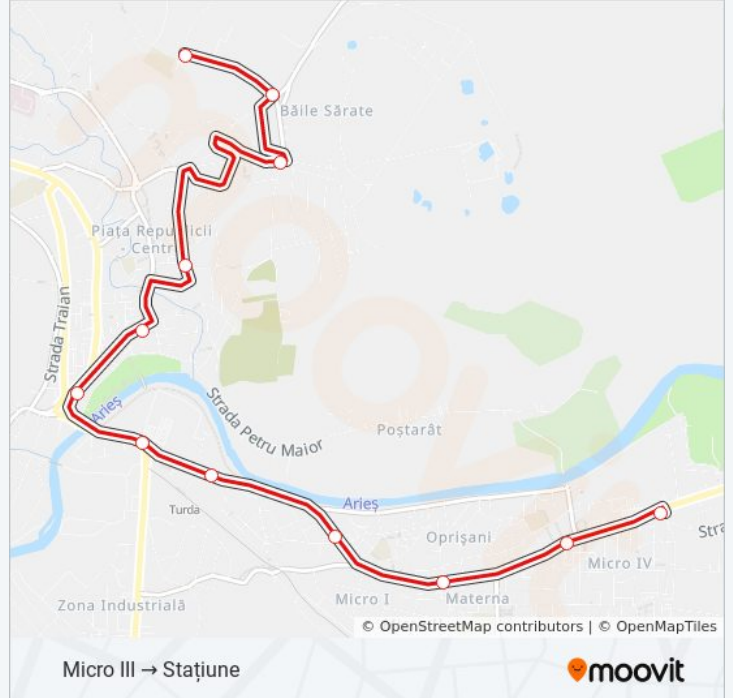 Băile Sărate
Piața Republicii
Centru
Strada Traian
Arieș
Strada Petru Maior
Poștarât
Arieș
Turda
Oprișani
Micro IV
Zona Industrială
Micro I
Materna
© OpenStreetMap contributors | © OpenMapTiles
Micro III → Stațiune
moovit